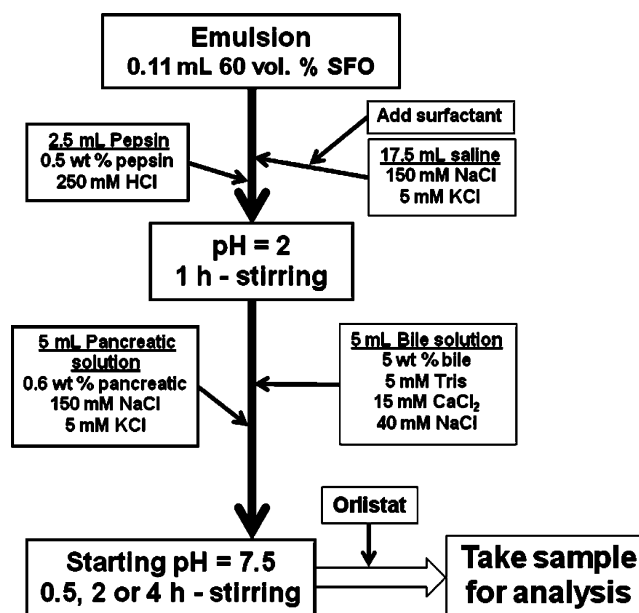 Emulsion
0.11 mL 60 vol. % SFO
Add surfactant
2.5 mL Pepsin
0.5 wt % pepsin
250 mM HCl
17.5 mL saline
150 mM NaCl
5 mM KCl
pH = 2
1 h - stirring
5 mL Pancreatic
solution
0.6 wt % pancreatic
150 mM NaCl
5 mM KCl
5 mL Bile solution
5 wt % bile
5 mM Tris
15 mM CaCl₂
40 mM NaCl
Orlistat
Starting pH = 7.5
0.5, 2 or 4 h - stirring
Take sample
for analysis